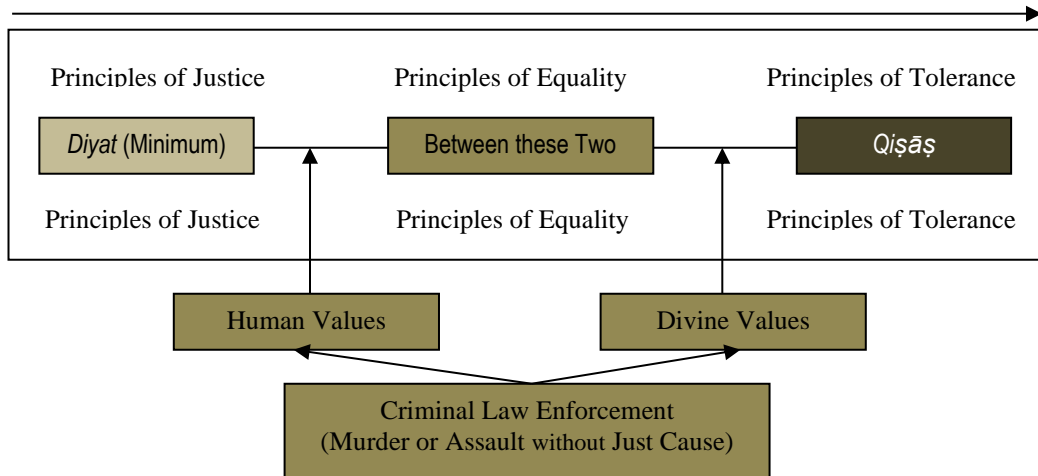 Principles of Justice Principles of Equality Principles of Tolerance
Diyat (Minimum) Between these Two Qiṣāṣ
Principles of Justice Principles of Equality Principles of Tolerance
Human Values Divine Values
Criminal Law Enforcement
(Murder or Assault without Just Cause)